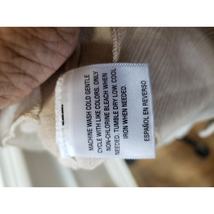 MACHINE WASH COLD GENTLE
CYCLE WITH LIKE COLORS. ONLY
NON-CHLORINE BLEACH WHEN
NEEDED. TUMBLE DRY LOW. COOL
IRON WHEN NEEDED.
ESPAÑOL EN REVERSO